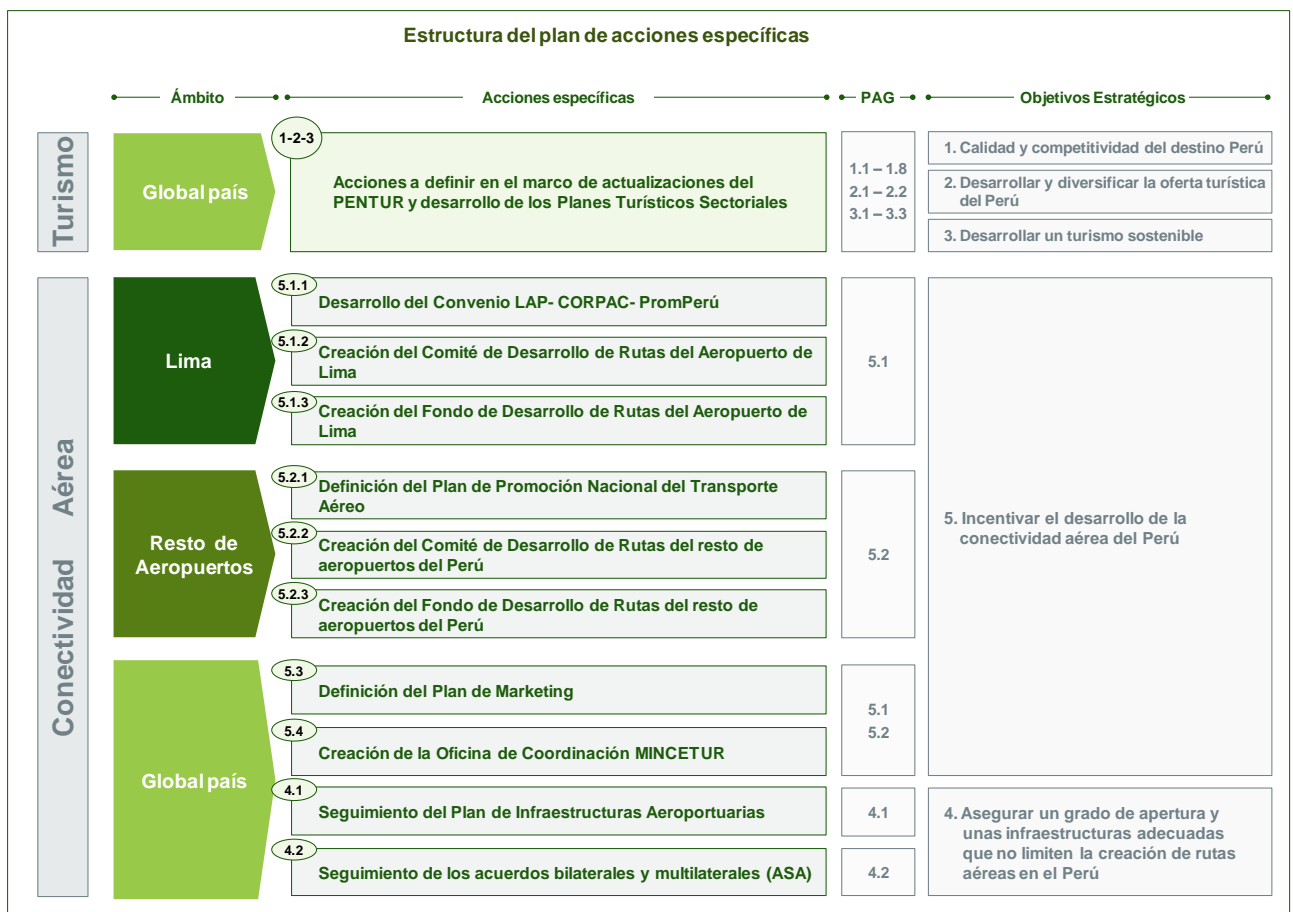 Estructura del plan de acciones específicas
Ámbito
Acciones específicas
PAG
Objetivos Estratégicos
Turismo
Global país
1-2-3
Acciones a definir en el marco de actualizaciones del
PENTUR y desarrollo de los Planes Turísticos Sectoriales
1.1 – 1.8
2.1 – 2.2
3.1 – 3.3
1. Calidad y competitividad del destino Perú
2. Desarrollar y diversificar la oferta turística
del Perú
3. Desarrollar un turismo sostenible
Conectividad Aérea
Lima
5.1.1
Desarrollo del Convenio LAP- CORPAC- PromPerú
5.1.2
Creación del Comité de Desarrollo de Rutas del Aeropuerto de
Lima
5.1.3
Creación del Fondo de Desarrollo de Rutas del Aeropuerto de
Lima
5.1
Resto de
Aeropuertos
5.2.1
Definición del Plan de Promoción Nacional del Transporte
Aéreo
5.2.2
Creación del Comité de Desarrollo de Rutas del resto de
aeropuertos del Perú
5.2.3
Creación del Fondo de Desarrollo de Rutas del resto de
aeropuertos del Perú
5.2
5. Incentivar el desarrollo de la
conectividad aérea del Perú
Global país
5.3
Definición del Plan de Marketing
5.4
Creación de la Oficina de Coordinación MINCETUR
5.1
5.2
4.1
Seguimiento del Plan de Infraestructuras Aeroportuarias
4.1
4.2
Seguimiento de los acuerdos bilaterales y multilaterales (ASA)
4.2
4. Asegurar un grado de apertura y
unas infraestructuras adecuadas
que no limiten la creación de rutas
aéreas en el Perú